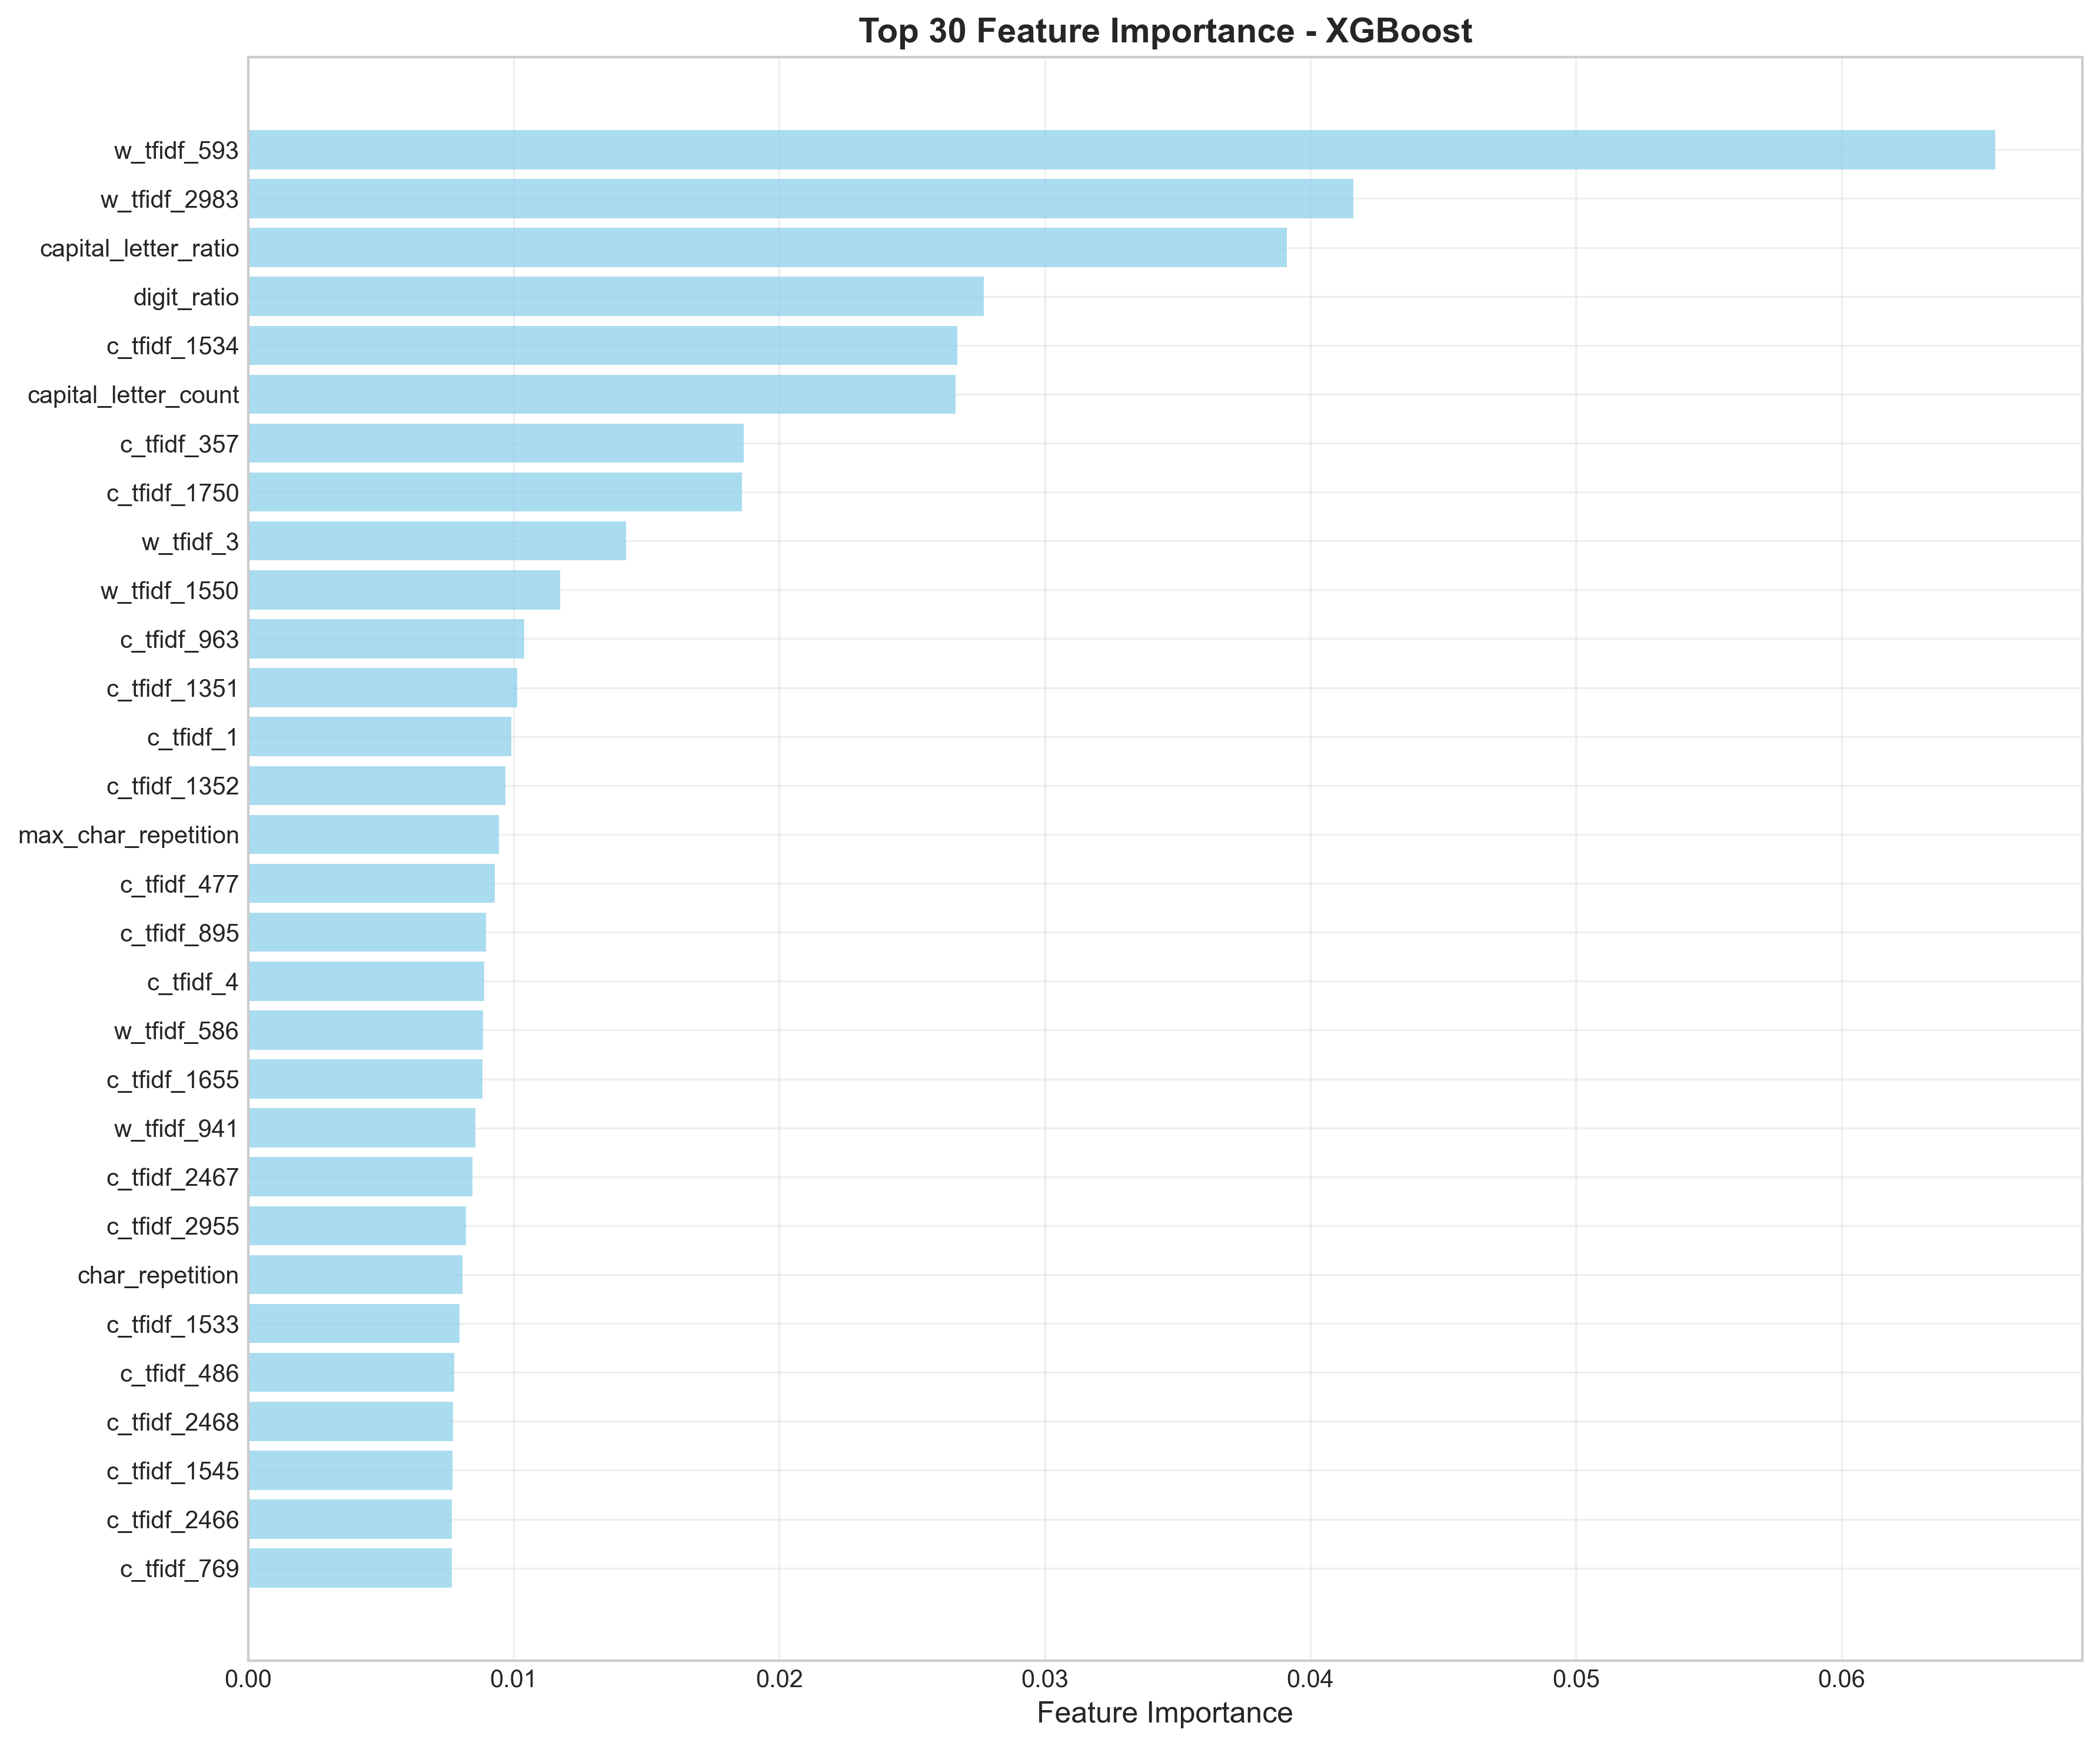 Top 30 Feature Importance - XGBoost
w_tfidf_593
w_tfidf_2983
capital_letter_ratio
digit_ratio
c_tfidf_1534
capital_letter_count
c_tfidf_357
c_tfidf_1750
w_tfidf_3
w_tfidf_1550
c_tfidf_963
c_tfidf_1351
c_tfidf_1
c_tfidf_1352
max_char_repetition
c_tfidf_477
c_tfidf_895
c_tfidf_4
w_tfidf_586
c_tfidf_1655
w_tfidf_941
c_tfidf_2467
c_tfidf_2955
char_repetition
c_tfidf_1533
c_tfidf_486
c_tfidf_2468
c_tfidf_1545
c_tfidf_2466
c_tfidf_769
0.00 0.01 0.02 0.03 0.04 0.05 0.06
Feature Importance